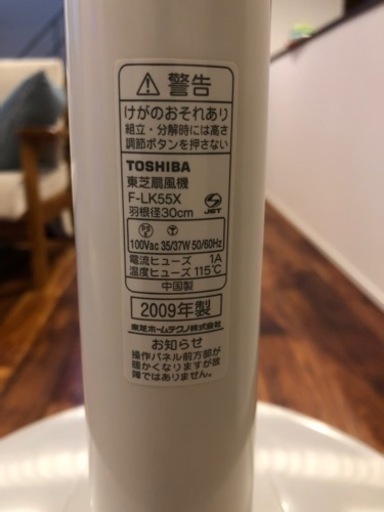 警告
けがのおそれあり
組立・分解時には高さ
調節ボタンを押さない
TOSHIBA
東芝扇風機
F-LK55X
羽根径30cm
JET
PS E
100Vac 35/37W 50/60Hz
電流ヒューズ 1A
温度ヒューズ 115℃
中国製
2009年製
東芝ホームテクノ株式会社
お知らせ
操作パネル前方部が
暖かくなりますが故
障ではありません。